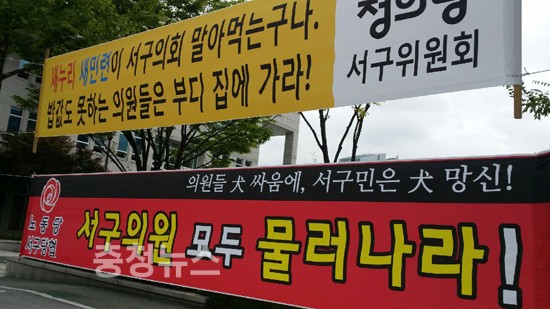 새누리 새민련이 서구의회 말아먹는구나.
밥값도 못하는 의원들은 부디 집에 가라!
정의당
서구위원회
의원들 犬 싸움에, 서구민은 犬 망신!
노동당
서구당협
서구의원 모두 물러나라!
충청뉴스